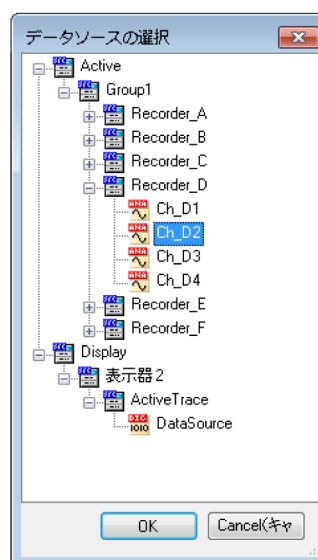 データソースの選択
Active
Group1
Recorder_A
Recorder_B
Recorder_C
Recorder_D
Ch_D1
Ch_D2
Ch_D3
Ch_D4
Recorder_E
Recorder_F
Display
表示器2
ActiveTrace
DataSource
OK
Cancel(キャ